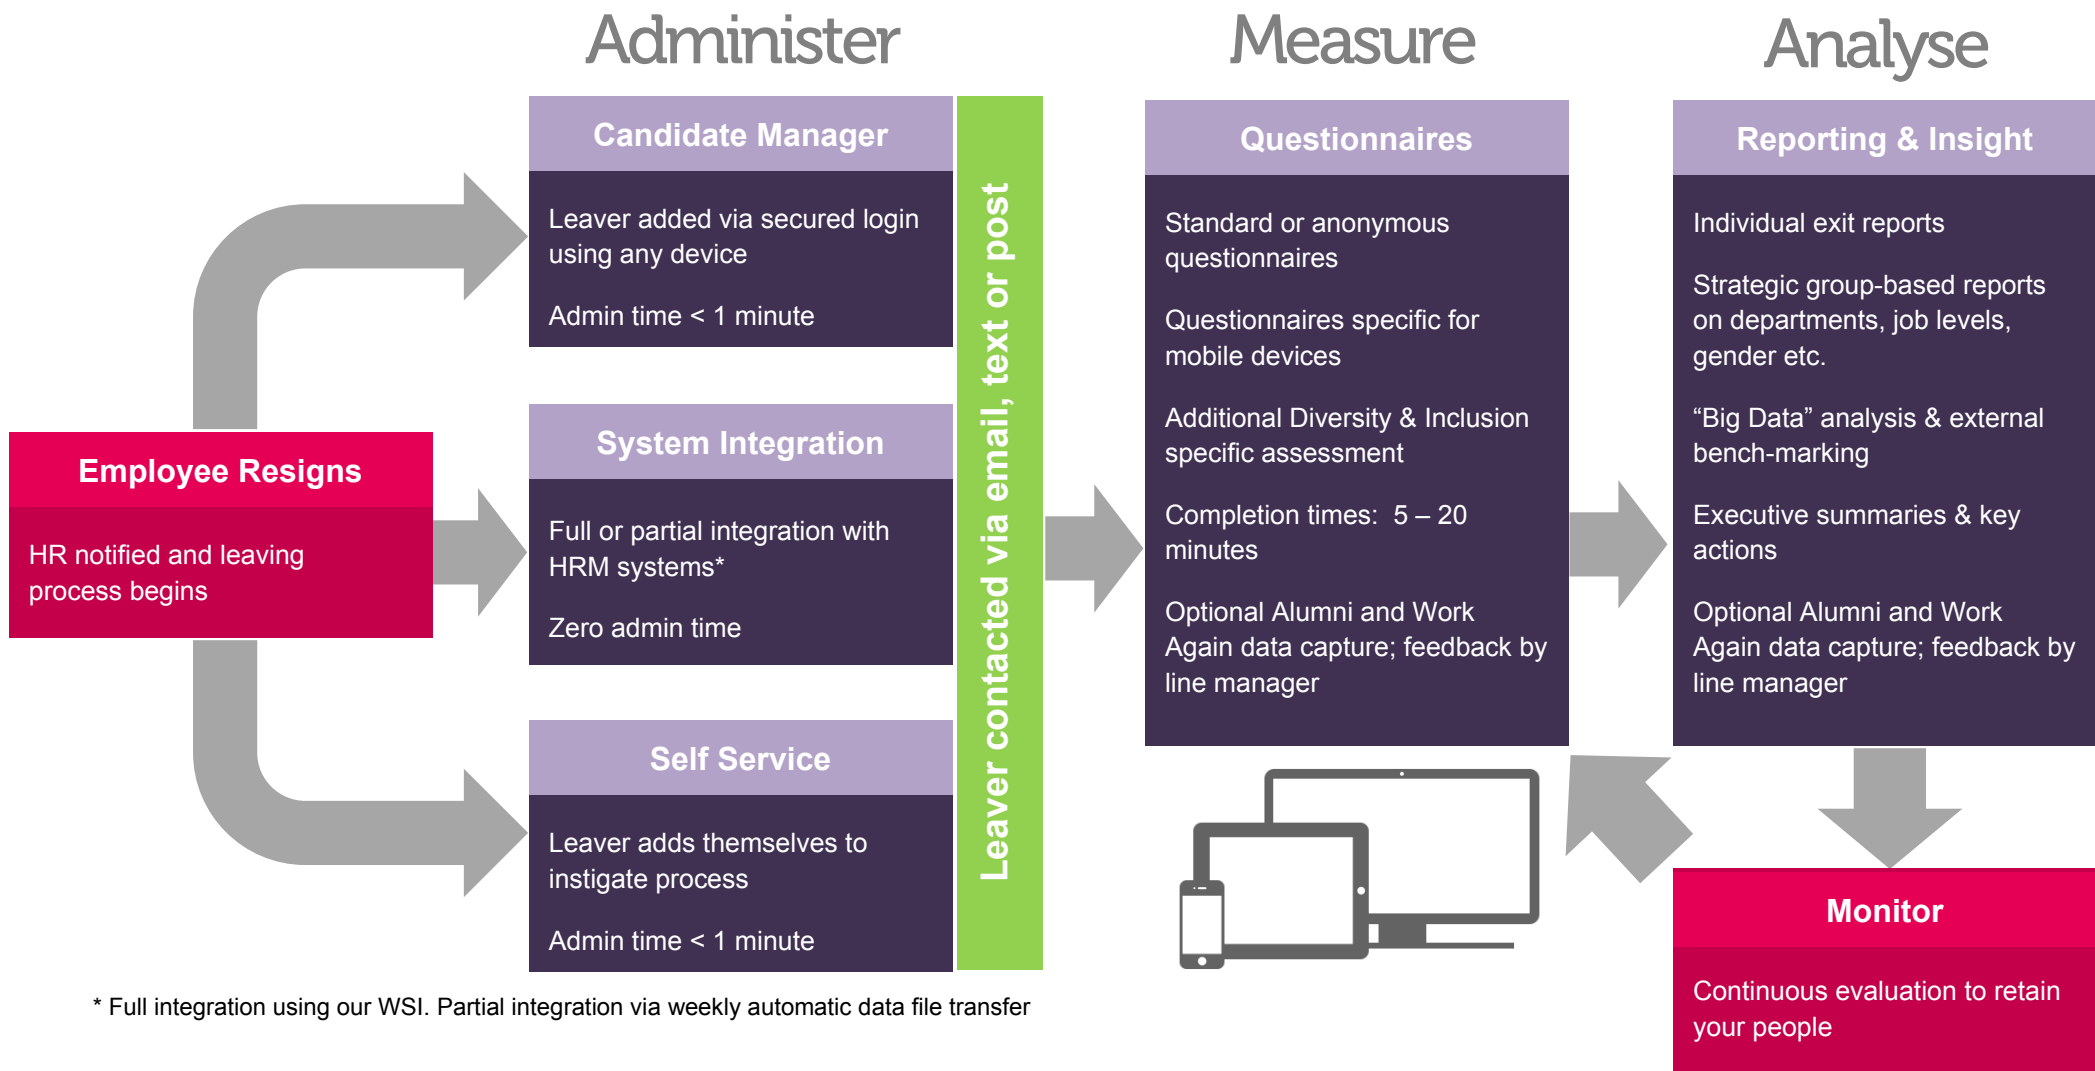 Administer
Measure
Analyse
Employee Resigns
HR notified and leaving
process begins
Candidate Manager
Leaver added via secured login
using any device
Admin time < 1 minute
System Integration
Full or partial integration with
HRM systems*
Zero admin time
Self Service
Leaver adds themselves to
instigate process
Admin time < 1 minute
Leaver contacted via email, text or post
Questionnaires
Standard or anonymous
questionnaires
Questionnaires specific for
mobile devices
Additional Diversity & Inclusion
specific assessment
Completion times:  5 – 20
minutes
Optional Alumni and Work
Again data capture; feedback by
line manager
Reporting & Insight
Individual exit reports
Strategic group-based reports
on departments, job levels,
gender etc.
“Big Data” analysis & external
bench-marking
Executive summaries & key
actions
Optional Alumni and Work
Again data capture; feedback by
line manager
Monitor
Continuous evaluation to retain
your people
* Full integration using our WSI. Partial integration via weekly automatic data file transfer